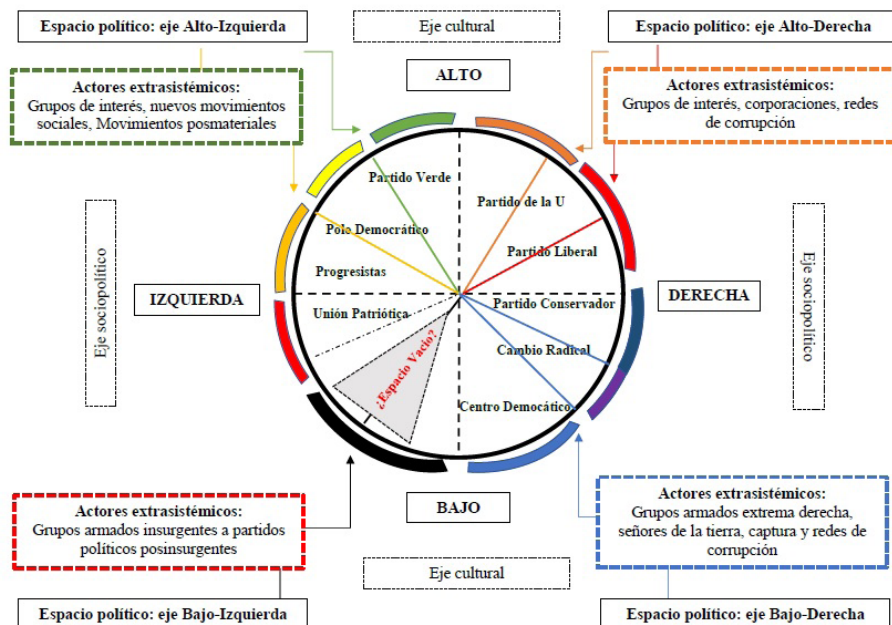 Espacio político: eje Alto-Izquierda
Eje cultural
Espacio político: eje Alto-Derecha
ALTO
Actores extrasistémicos:
Grupos de interés, nuevos movimientos
sociales, Movimientos posmateriales
Actores extrasistémicos:
Grupos de interés, corporaciones, redes
de corrupción
Partido Verde
Partido de la U
Polo Democrático
Partido Liberal
Progresistas
Eje sociopolítico
IZQUIERDA
DERECHA
Eje sociopolítico
Partido Conservador
Unión Patriótica
Cambio Radical
¿Espacio Vacío?
Centro Democático
BAJO
Actores extrasistémicos:
Grupos armados insurgentes a partidos
políticos posinsurgentes
Actores extrasistémicos:
Grupos armados extrema derecha,
señores de la tierra, captura y redes de
corrupción
Eje cultural
Espacio político: eje Bajo-Izquierda
Espacio político: eje Bajo-Derecha